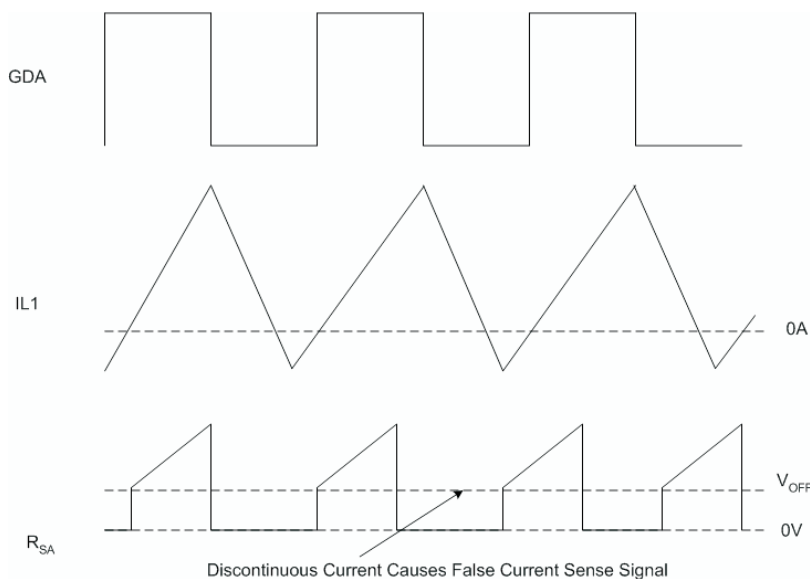 GDA
IL1
0A
VOFF
0V
RSA
Discontinuous Current Causes False Current Sense Signal